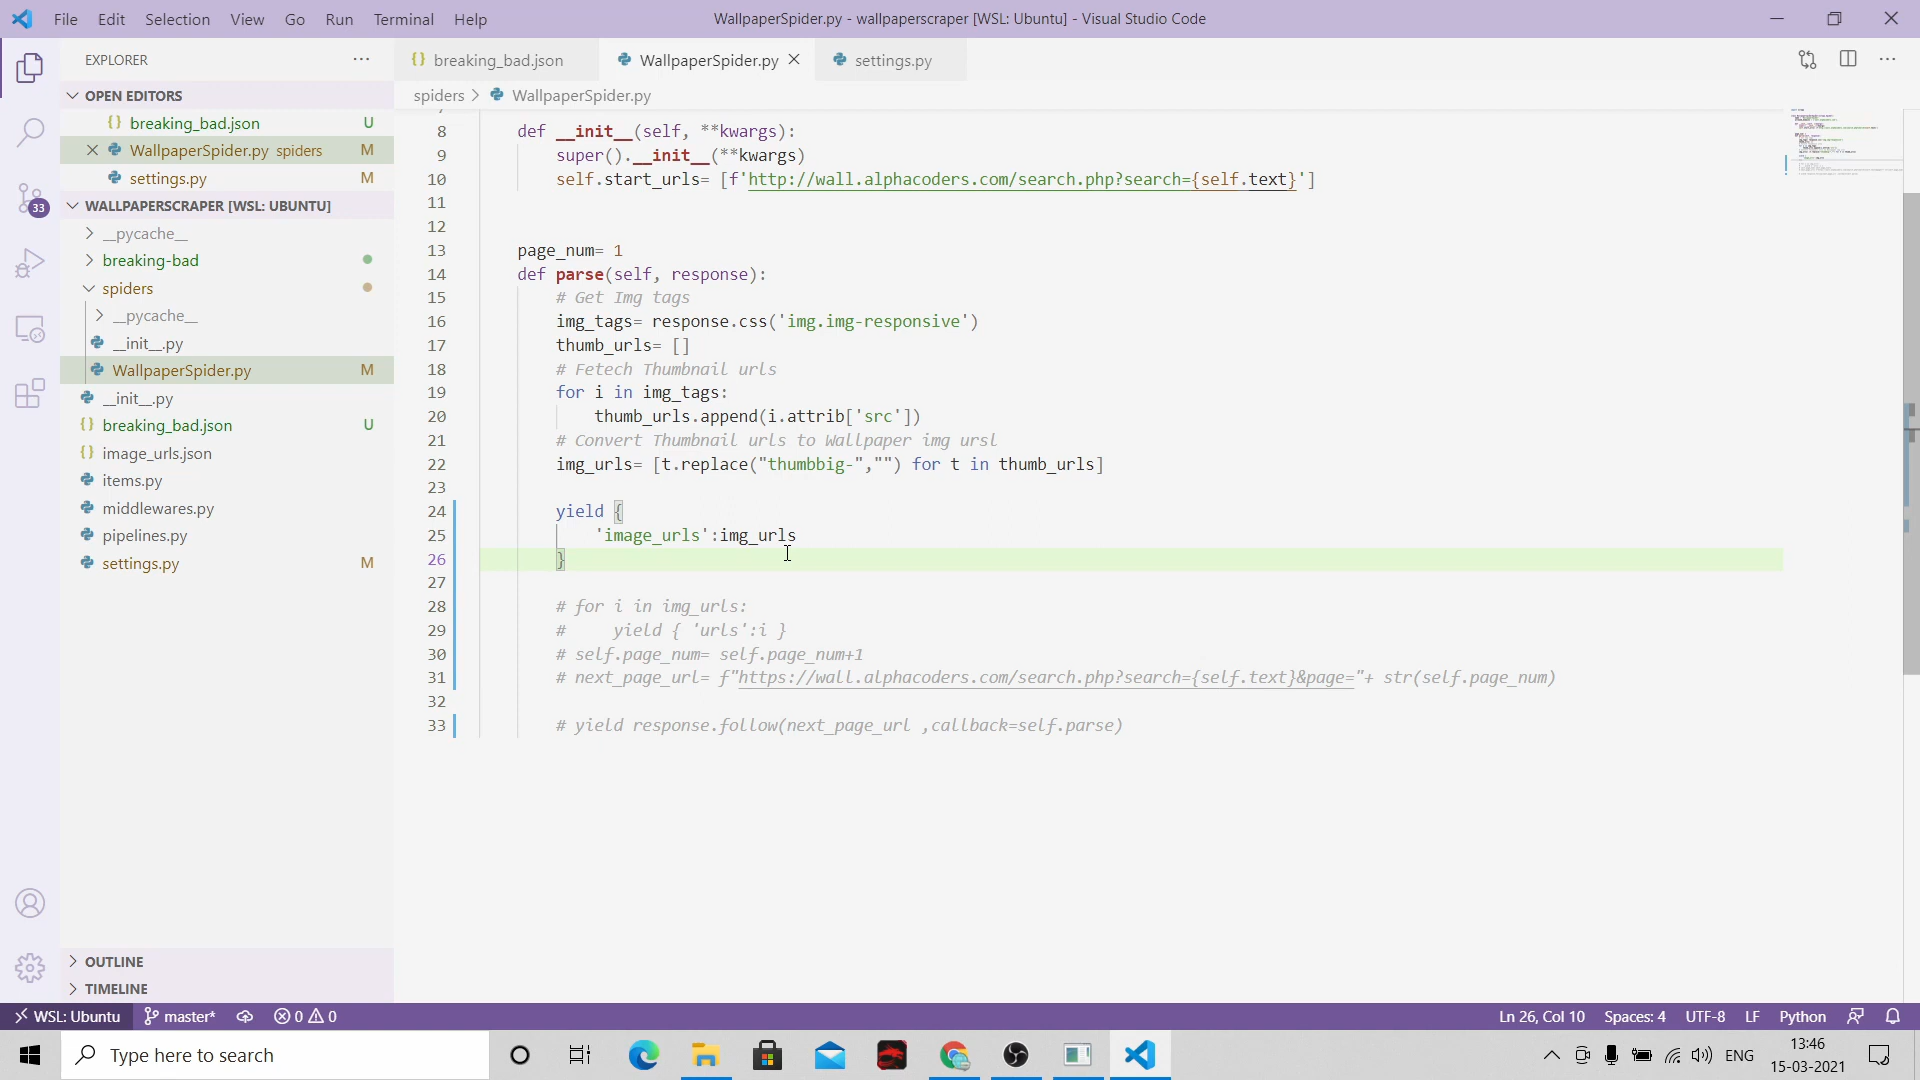 File Edit Selection View Go Run Terminal Help
WallpaperSpider.py - wallpaperscraper [WSL: Ubuntu] - Visual Studio Code
EXPLORER
OPEN EDITORS
breaking_bad.json U
WallpaperSpider.py spiders M
settings.py M
WALLPAPERSCRAPER [WSL: UBUNTU]
__pycache__
breaking-bad
spiders
__pycache__
__init__.py
WallpaperSpider.py M
__init__.py
breaking_bad.json U
image_urls.json
items.py
middlewares.py
pipelines.py
settings.py M
OUTLINE
TIMELINE
33
breaking_bad.json
WallpaperSpider.py
settings.py
spiders > WallpaperSpider.py
8 def __init__(self, **kwargs):
9 super().__init__(**kwargs)
10 self.start_urls= [f'http://wall.alphacoders.com/search.php?search={self.text}']
11
12
13 page_num= 1
14 def parse(self, response):
15 # Get Img tags
16 img_tags= response.css('img.img-responsive')
17 thumb_urls= []
18 # Fetech Thumbnail urls
19 for i in img_tags:
20 thumb_urls.append(i.attrib['src'])
21 # Convert Thumbnail urls to Wallpaper img ursl
22 img_urls= [t.replace("thumbbig-","") for t in thumb_urls]
23
24 yield {
25 'image_urls':img_urls
26 }
27
28 # for i in img_urls:
29 # yield { 'urls':i }
30 # self.page_num= self.page_num+1
31 # next_page_url= f"https://wall.alphacoders.com/search.php?search={self.text}&page="+ str(self.page_num)
32
33 # yield response.follow(next_page_url ,callback=self.parse)
WSL: Ubuntu master* 0 0 Ln 26, Col 10 Spaces: 4 UTF-8 LF Python
Type here to search
ENG
13:46
15-03-2021